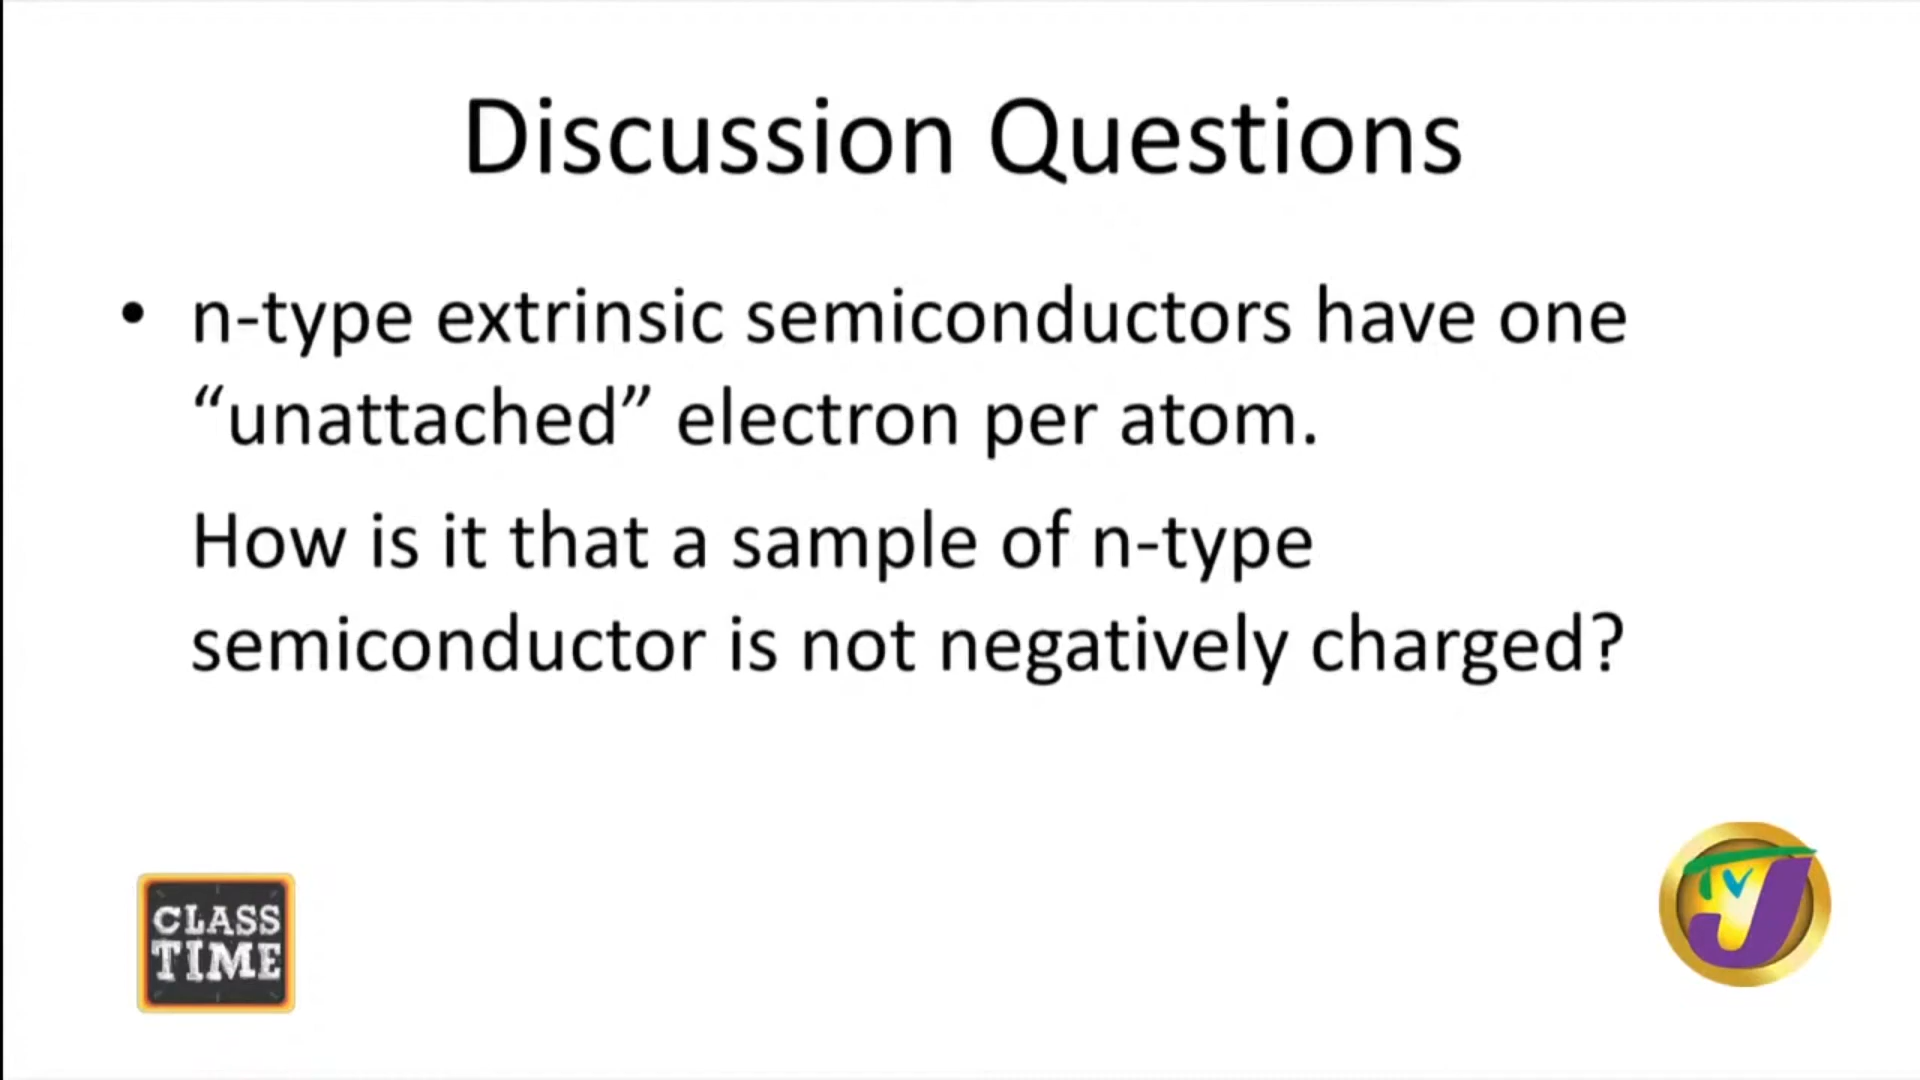 Discussion Questions
• n-type extrinsic semiconductors have one
“unattached” electron per atom.
How is it that a sample of n-type
semiconductor is not negatively charged?
CLASS
TIME
TVJ